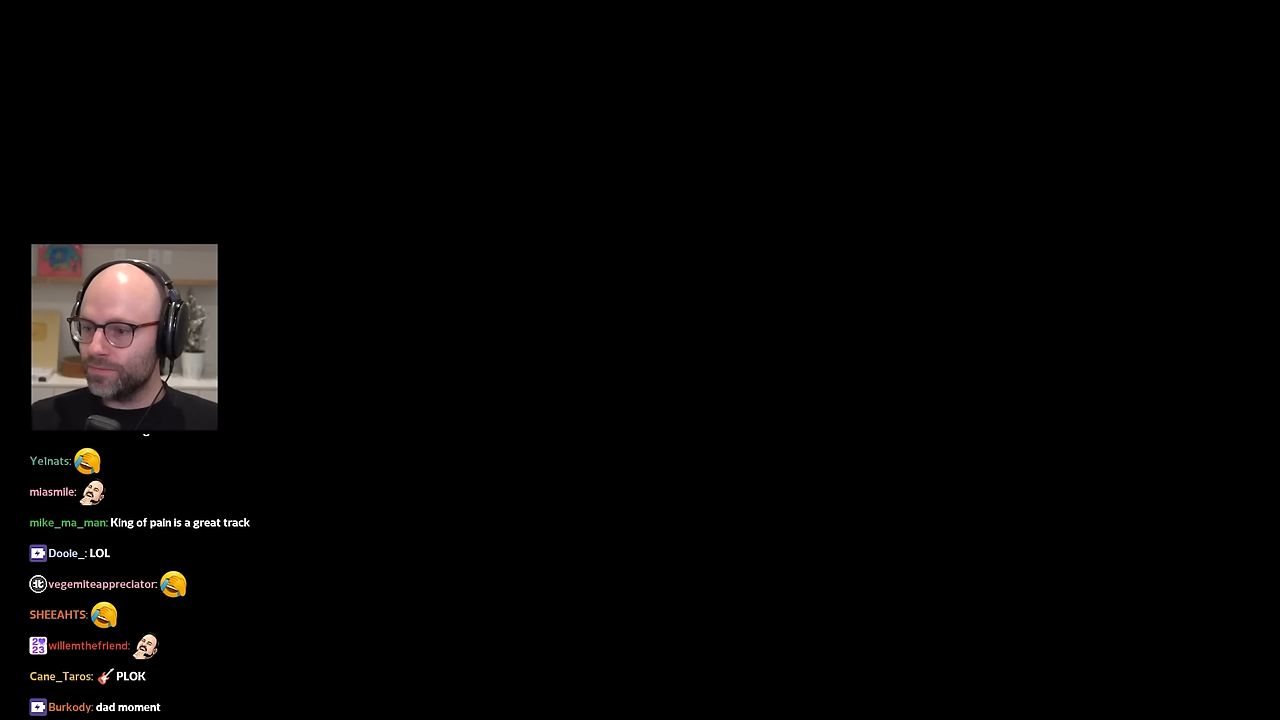 Yelnats:
miasmile:
mike_ma_man: King of pain is a great track
Doole_: LOL
vegemiteappreciator:
SHEEAHTS:
2023 willemthefriend:
Cane_Taros: PLOK
Burkody: dad moment